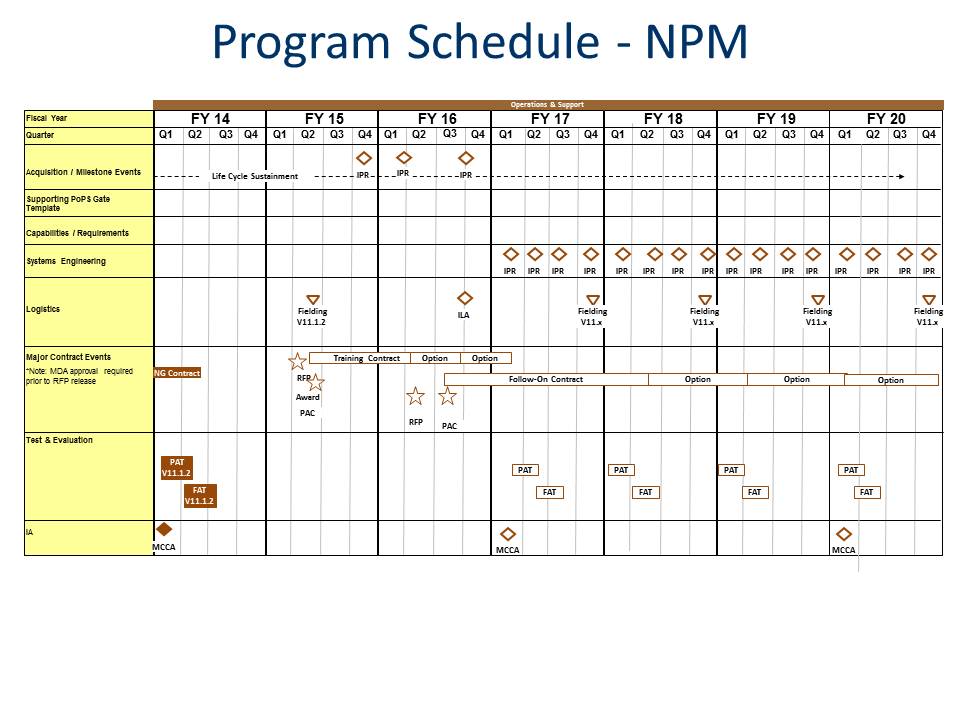 Program Schedule - NPM
Operations & Support
Fiscal Year FY 14 FY 15 FY 16 FY 17 FY 18 FY 19 FY 20
Quarter Q1 Q2 Q3 Q4 Q1 Q2 Q3 Q4 Q1 Q2 Q3 Q4 Q1 Q2 Q3 Q4 Q1 Q2 Q3 Q4 Q1 Q2 Q3 Q4 Q1 Q2 Q3 Q4
Acquisition / Milestone Events
Life Cycle Sustainment
IPR IPR IPR
Supporting PoPS Gate
Template
Capabilities / Requirements
Systems Engineering
IPR IPR IPR IPR IPR IPR IPR IPR IPR IPR IPR IPR IPR IPR IPR IPR
Logistics
Fielding
V11.1.2
ILA
Fielding
V11.x
Fielding
V11.x
Fielding
V11.x
Fielding
V11.x
Major Contract Events
*Note: MDA approval required
prior to RFP release
NG Contract
Training Contract Option Option
RFP
Award
PAC
Follow-On Contract Option Option Option
RFP
PAC
Test & Evaluation
PAT
V11.1.2
FAT
V11.1.2
PAT PAT PAT PAT
FAT FAT FAT FAT
IA
MCCA MCCA MCCA